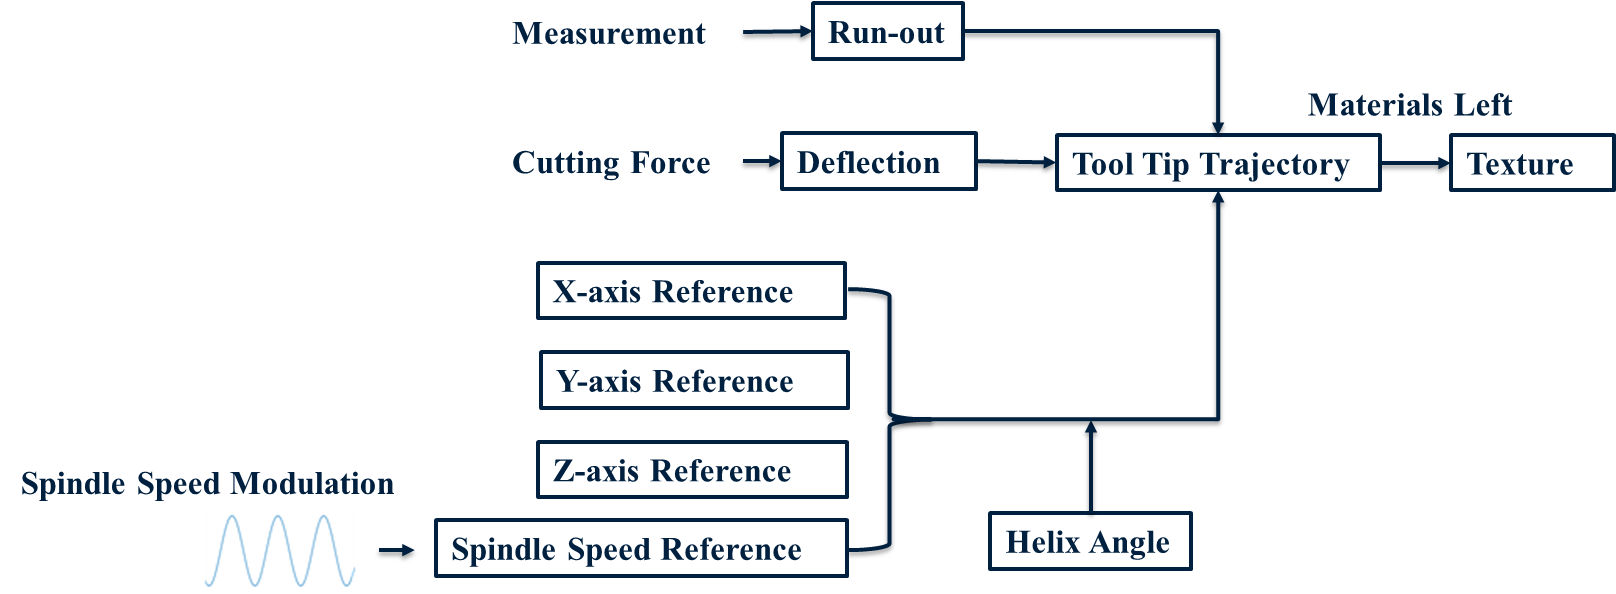 Measurement
Run-out
Materials Left
Cutting Force
Deflection
Tool Tip Trajectory
Texture
X-axis Reference
Y-axis Reference
Z-axis Reference
Spindle Speed Modulation
Spindle Speed Reference
Helix Angle